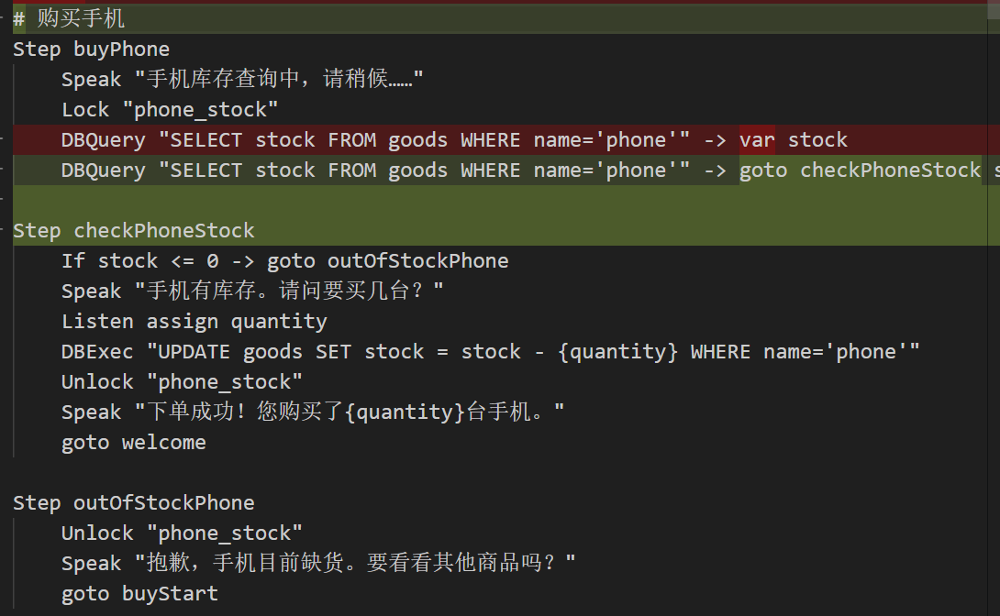 # 购买手机
Step buyPhone
Speak "手机库存查询中，请稍候……"
Lock "phone_stock"
DBQuery "SELECT stock FROM goods WHERE name='phone'" -> var stock
DBQuery "SELECT stock FROM goods WHERE name='phone'" -> goto checkPhoneStock
Step checkPhoneStock
If stock <= 0 -> goto outOfStockPhone
Speak "手机有库存。请问要买几台？"
Listen assign quantity
DBExec "UPDATE goods SET stock = stock - {quantity} WHERE name='phone'"
Unlock "phone_stock"
Speak "下单成功！您购买了{quantity}台手机。"
goto welcome
Step outOfStockPhone
Unlock "phone_stock"
Speak "抱歉，手机目前缺货。要看看其他商品吗？"
goto buyStart